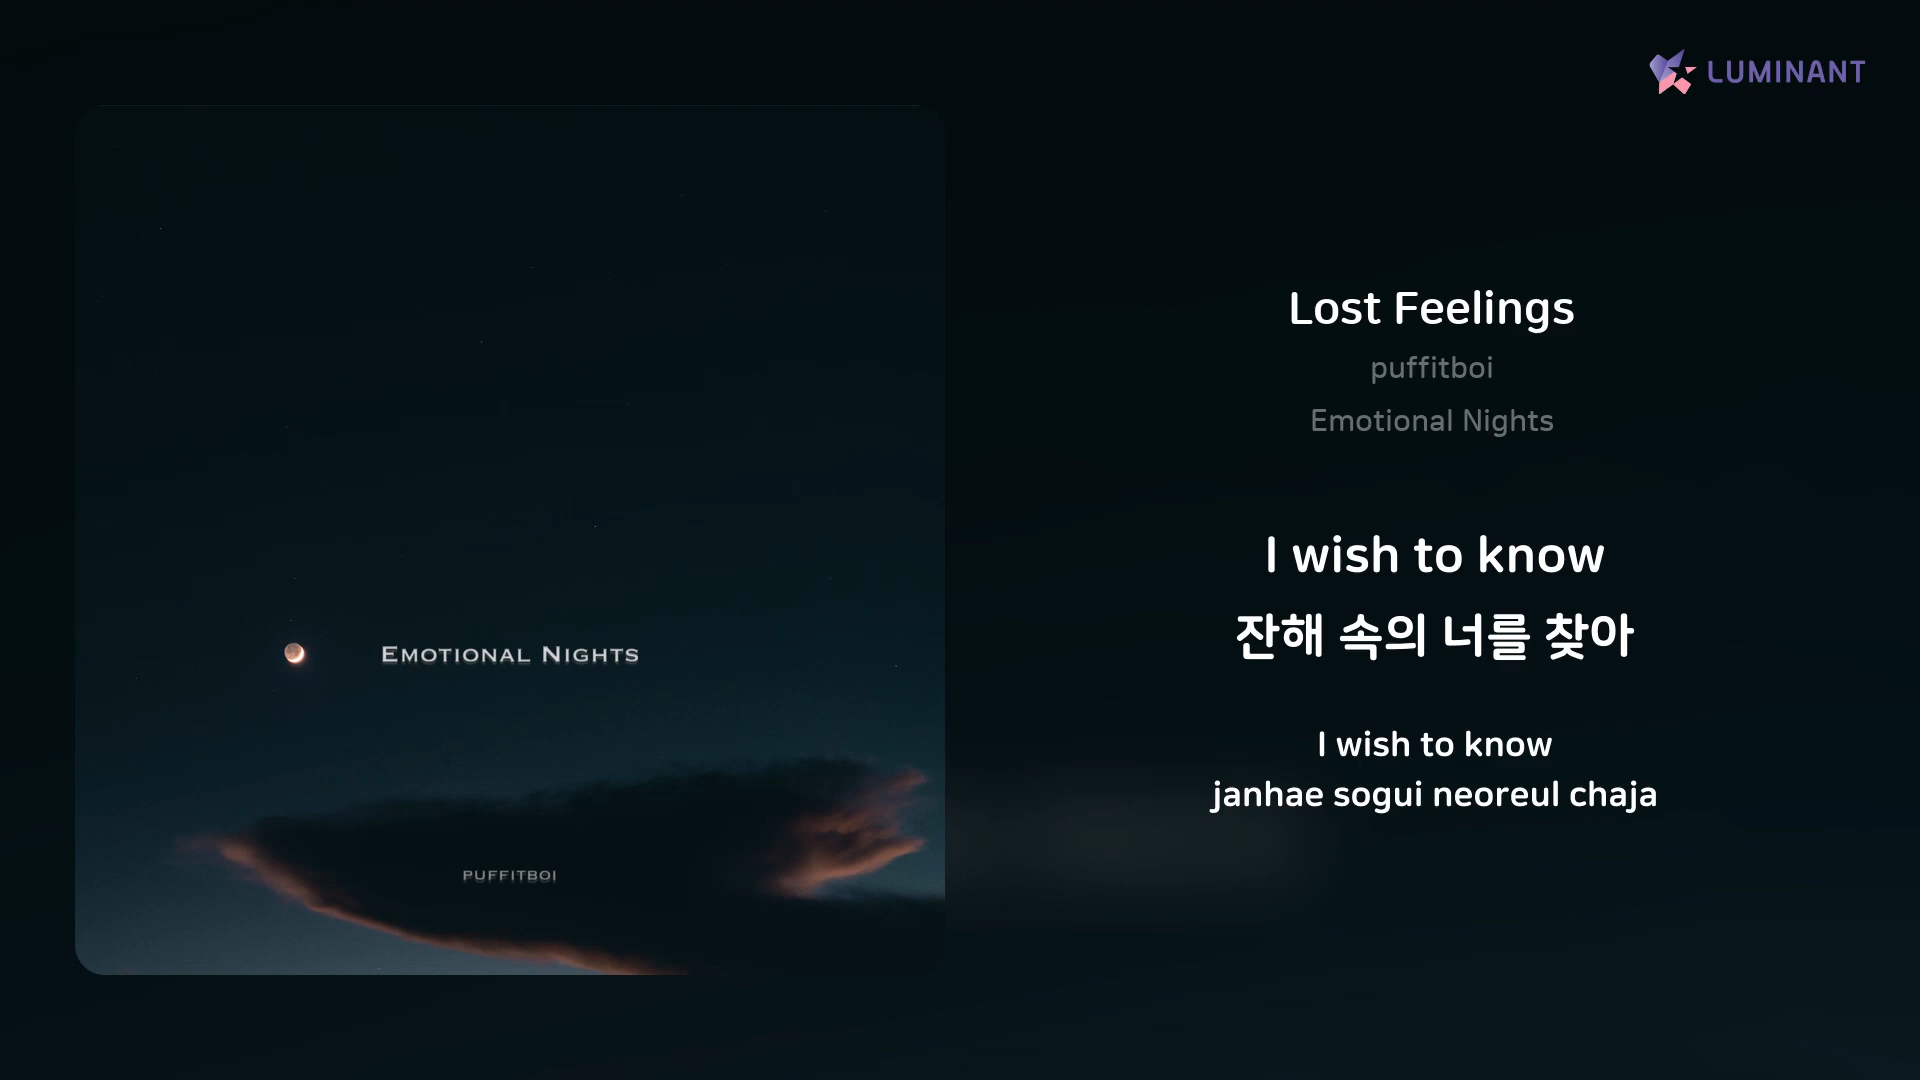 LUMINANT
EMOTIONAL NIGHTS
PUFFITBOI
Lost Feelings
puffitboi
Emotional Nights
I wish to know
잔해 속의 너를 찾아
I wish to know
janhae sogui neoreul chaja